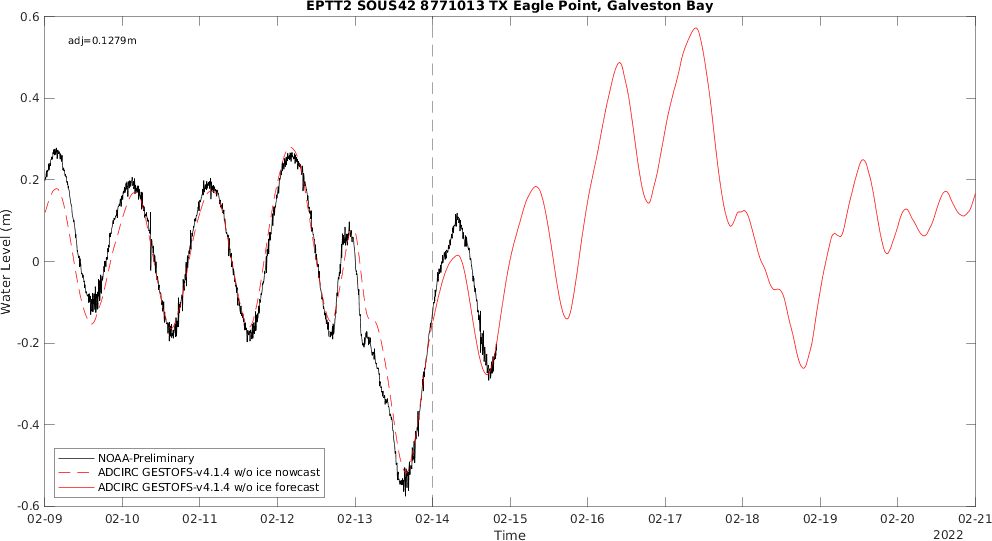 EPTT2 SOUS42 8771013 TX Eagle Point, Galveston Bay
adj=0.1279m
0.6
0.4
0.2
0
-0.2
-0.4
-0.6
Water Level (m)
NOAA-Preliminary
ADCIRC GESTOFS-v4.1.4 w/o ice nowcast
ADCIRC GESTOFS-v4.1.4 w/o ice forecast
02-09 02-10 02-11 02-12 02-13 02-14 02-15 02-16 02-17 02-18 02-19 02-20 02-21
Time
2022